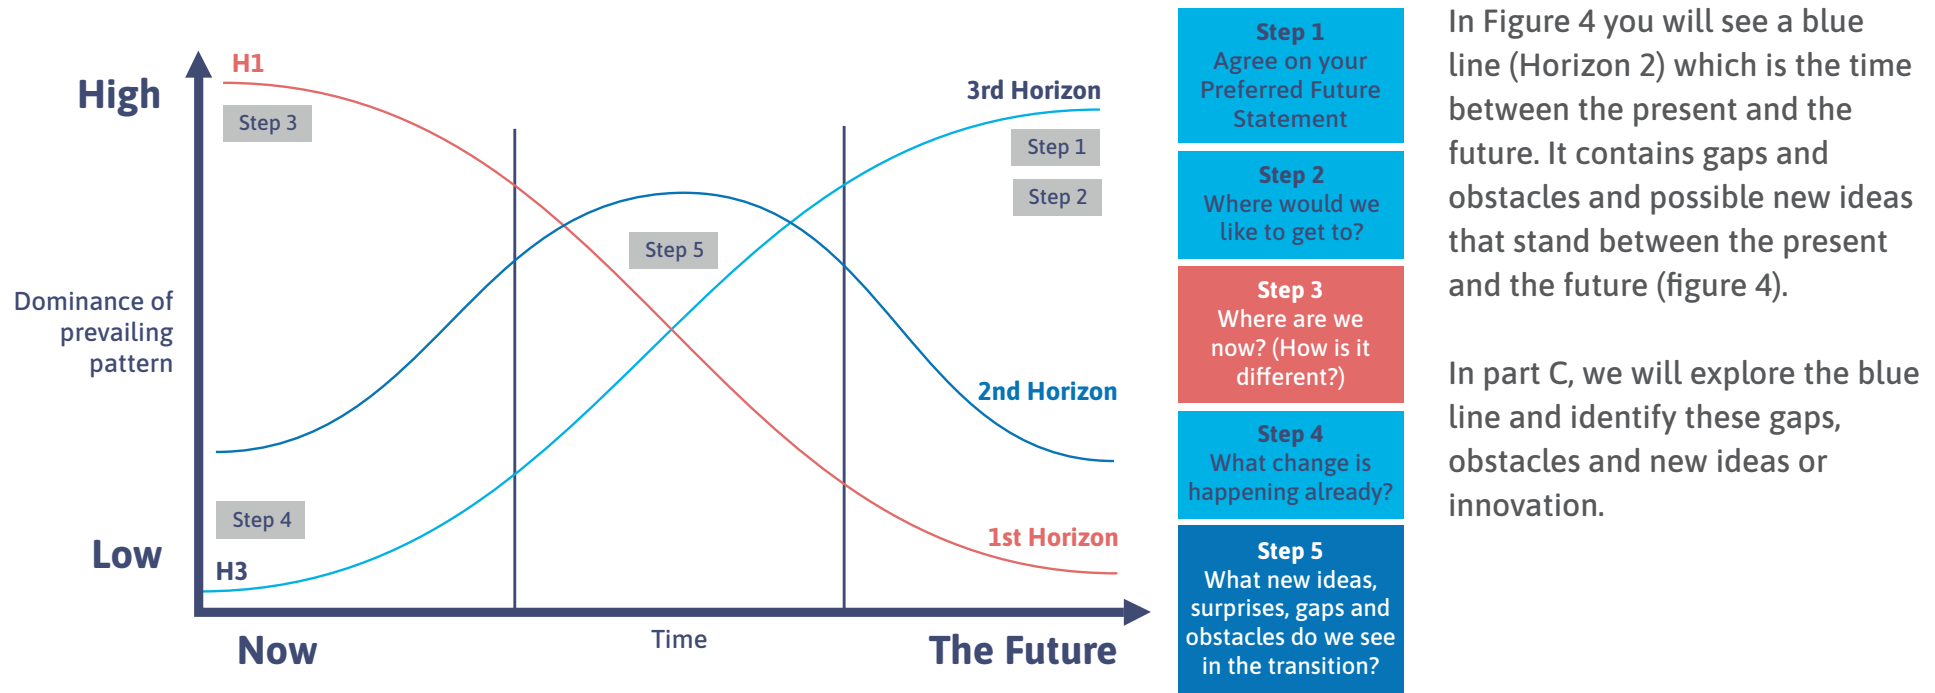 High
H1
Step 3
3rd Horizon
Step 1
Step 2
Step 5
Dominance of
prevailing
pattern
2nd Horizon
Step 4
1st Horizon
Low
H3
Now
Time
The Future
Step 1
Agree on your
Preferred Future
Statement
Step 2
Where would we
like to get to?
Step 3
Where are we
now? (How is it
different?)
Step 4
What change is
happening already?
Step 5
What new ideas,
surprises, gaps and
obstacles do we see
in the transition?
In Figure 4 you will see a blue
line (Horizon 2) which is the time
between the present and the
future. It contains gaps and
obstacles and possible new ideas
that stand between the present
and the future (figure 4).
In part C, we will explore the blue
line and identify these gaps,
obstacles and new ideas or
innovation.